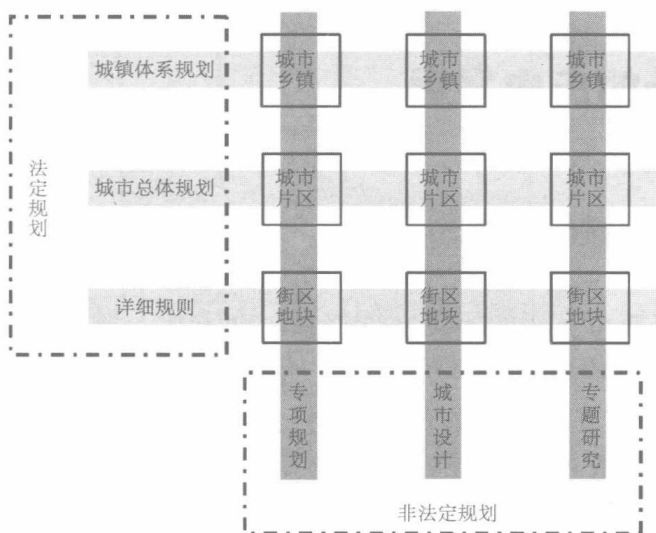 城镇体系规划
城市 城市 城市
乡镇 乡镇 乡镇
法定规划
城市总体规划
城市 城市 城市
片区 片区 片区
详细规则
街区 街区 街区
地块 地块 地块
专项规划
城市设计
专题研究
非法定规划